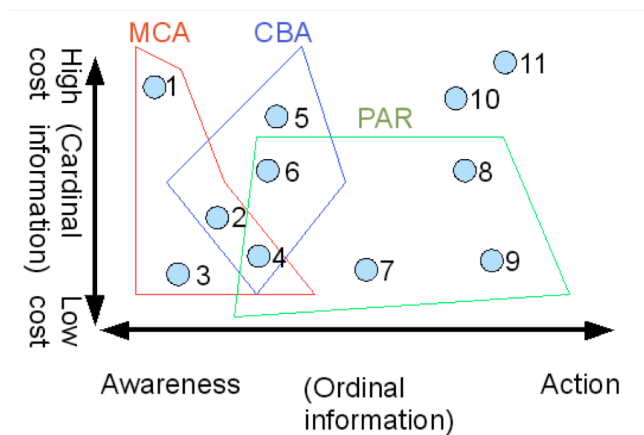 MCA
CBA
11
1
10
5
PAR
6
8
2
4
3
7
9
High (Cardinal Low
cost information) cost
Awareness (Ordinal Action
information)